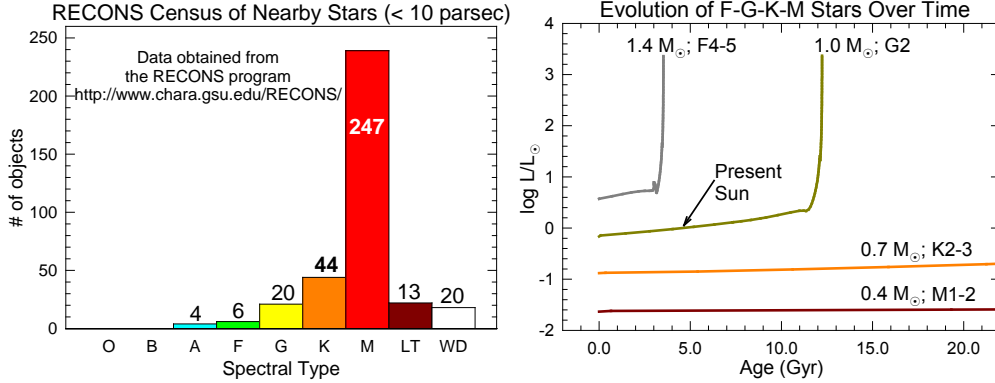 RECONS Census of Nearby Stars (< 10 parsec)
Data obtained from
the RECONS program
http://www.chara.gsu.edu/RECONS/
# of objects
250
200
150
100
50
0
4
6
20
44
247
13
20
O B A F G K M LT WD
Spectral Type
Evolution of F-G-K-M Stars Over Time
1.4 M☉; F4-5
1.0 M☉; G2
Present
Sun
0.7 M☉; K2-3
0.4 M☉; M1-2
log L/L☉
4
3
2
1
0
-1
-2
0.0 5.0 10.0 15.0 20.0
Age (Gyr)